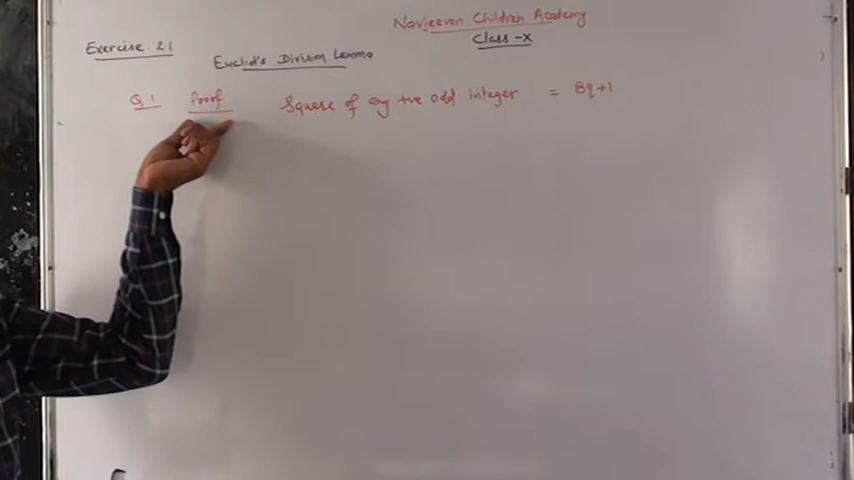 Navjeevan Children Academy
Class - X
Exercise 2.1
Euclid's Division Lemma
Q.1 Proof Square of any +ve odd integer = 8q+1